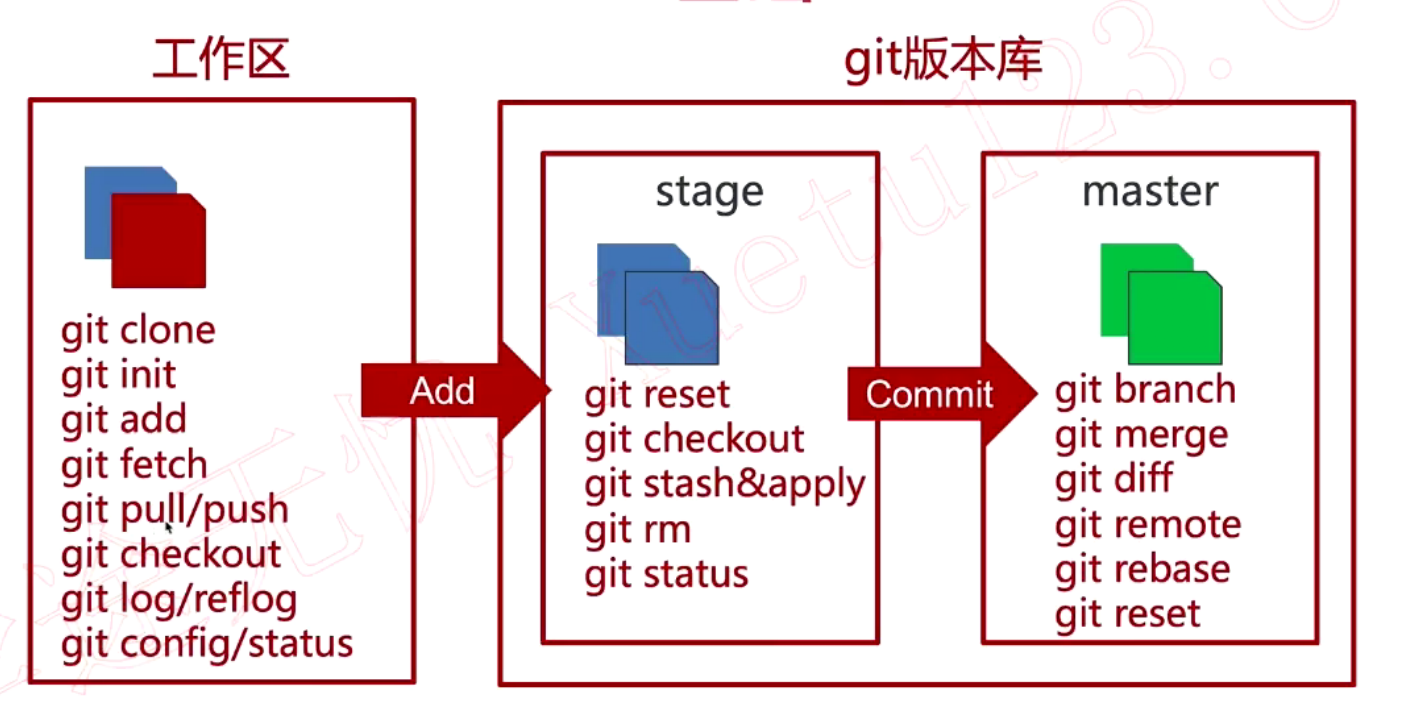 工作区
git clone
git init
git add
git fetch
git pull/push
git checkout
git log/reflog
git config/status
Add
git版本库
stage
git reset
git checkout
git stash&apply
git rm
git status
Commit
master
git branch
git merge
git diff
git remote
git rebase
git reset